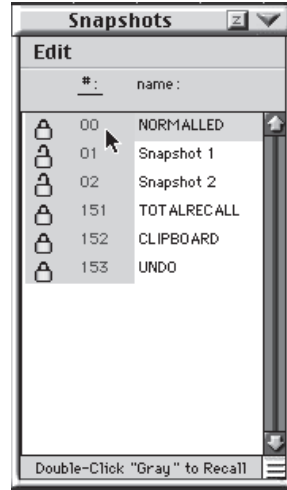 Snapshots z
Edit
#: name:
00 NORMALLED
01 Snapshot 1
02 Snapshot 2
151 TOTALRECALL
152 CLIPBOARD
153 UNDO
Double-Click "Gray" to Recall